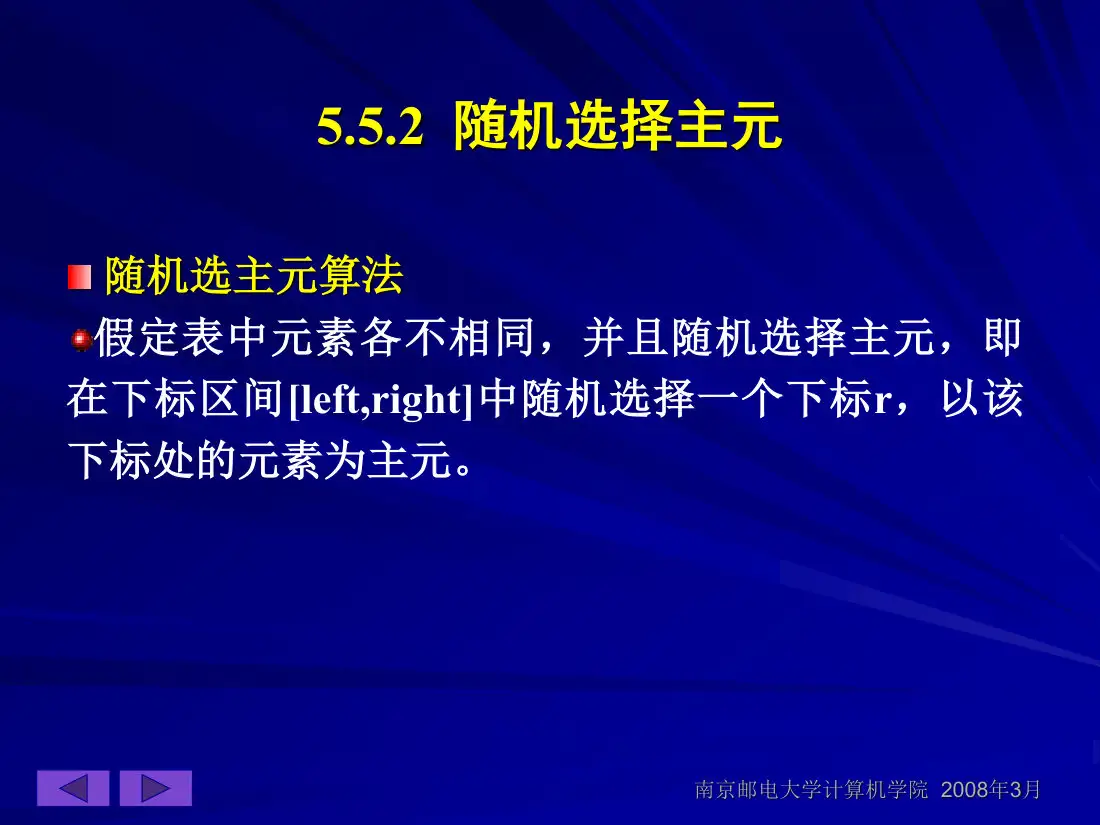 5.5.2 随机选择主元
随机选主元算法
假定表中元素各不相同，并且随机选择主元，即
在下标区间[left,right]中随机选择一个下标r，以该
下标处的元素为主元。
南京邮电大学计算机学院 2008年3月